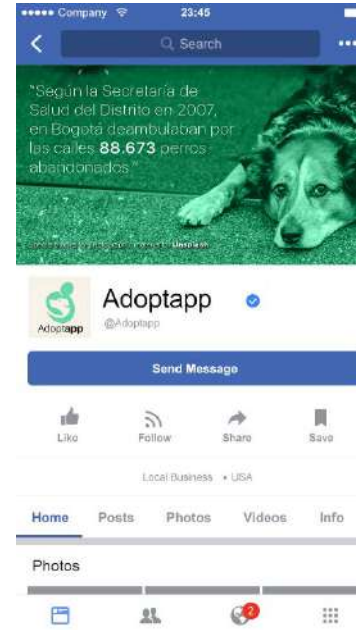 Company
23:45
Search
"Según la Secretaría de
Salud del Distrito en 2007,
en Bogotá deambulaban por
las calles 88.673 perros
abandonados."
Unsplash
Adoptapp
Adoptapp
@Adoptapp
Send Message
Like Follow Share Save
Local Business • USA
Home Posts Photos Videos Info
Photos
2